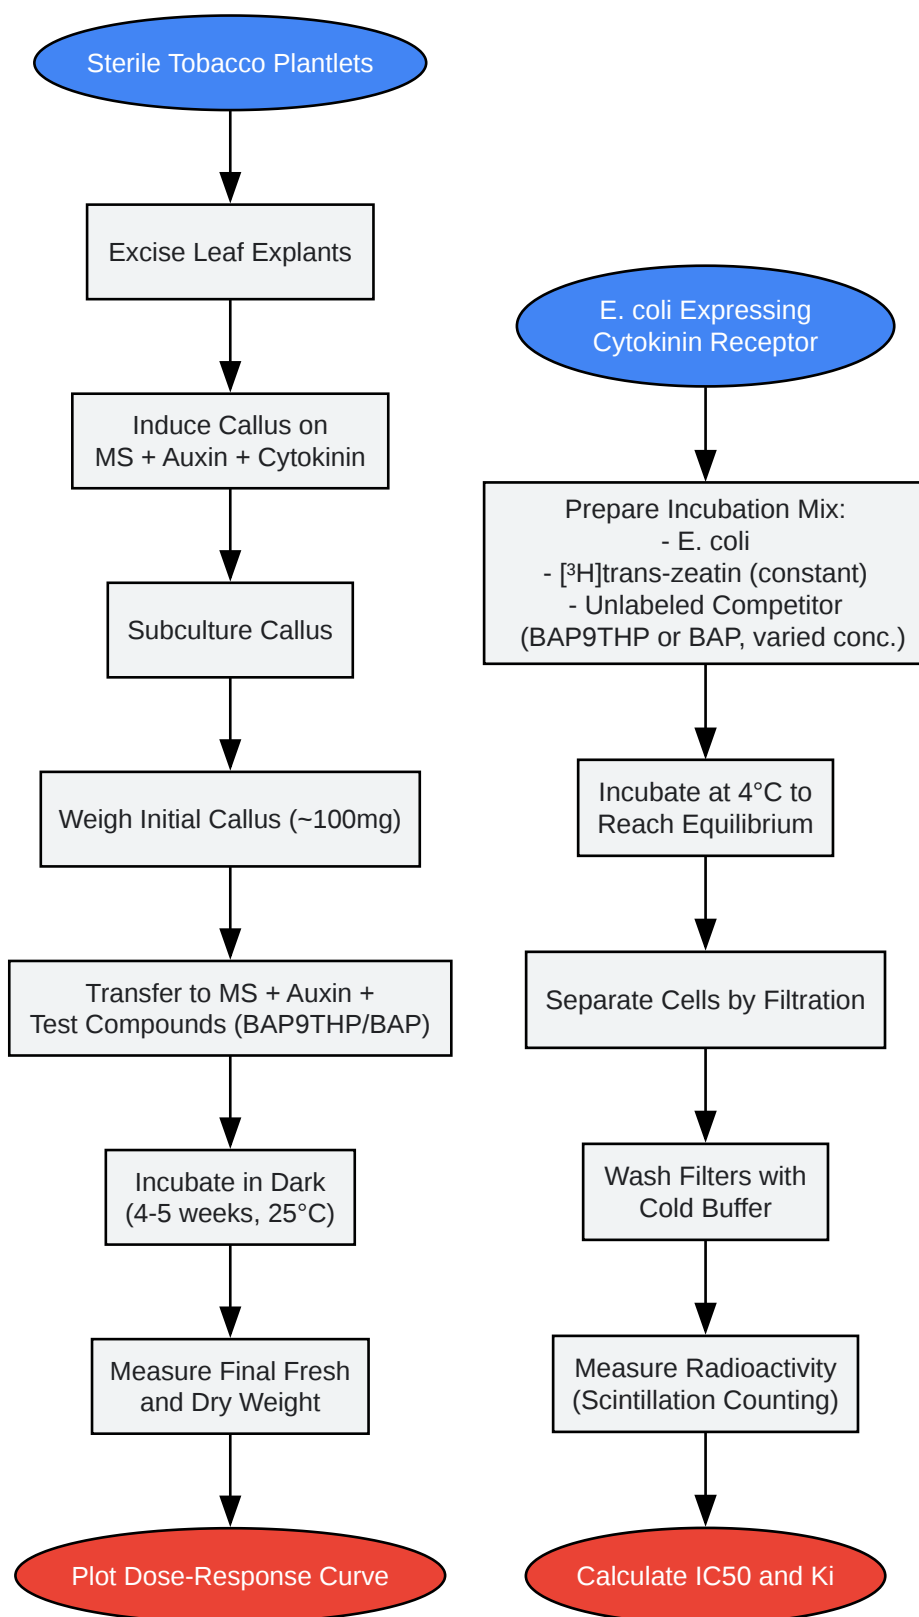 Sterile Tobacco Plantlets
Excise Leaf Explants
Induce Callus on
MS + Auxin + Cytokinin
Subculture Callus
Weigh Initial Callus (~100mg)
Transfer to MS + Auxin +
Test Compounds (BAP9THP/BAP)
Incubate in Dark
(4-5 weeks, 25°C)
Measure Final Fresh
and Dry Weight
Plot Dose-Response Curve
E. coli Expressing
Cytokinin Receptor
Prepare Incubation Mix:
- E. coli
- [³H]trans-zeatin (constant)
- Unlabeled Competitor
(BAP9THP or BAP, varied conc.)
Incubate at 4°C to
Reach Equilibrium
Separate Cells by Filtration
Wash Filters with
Cold Buffer
Measure Radioactivity
(Scintillation Counting)
Calculate IC50 and Ki